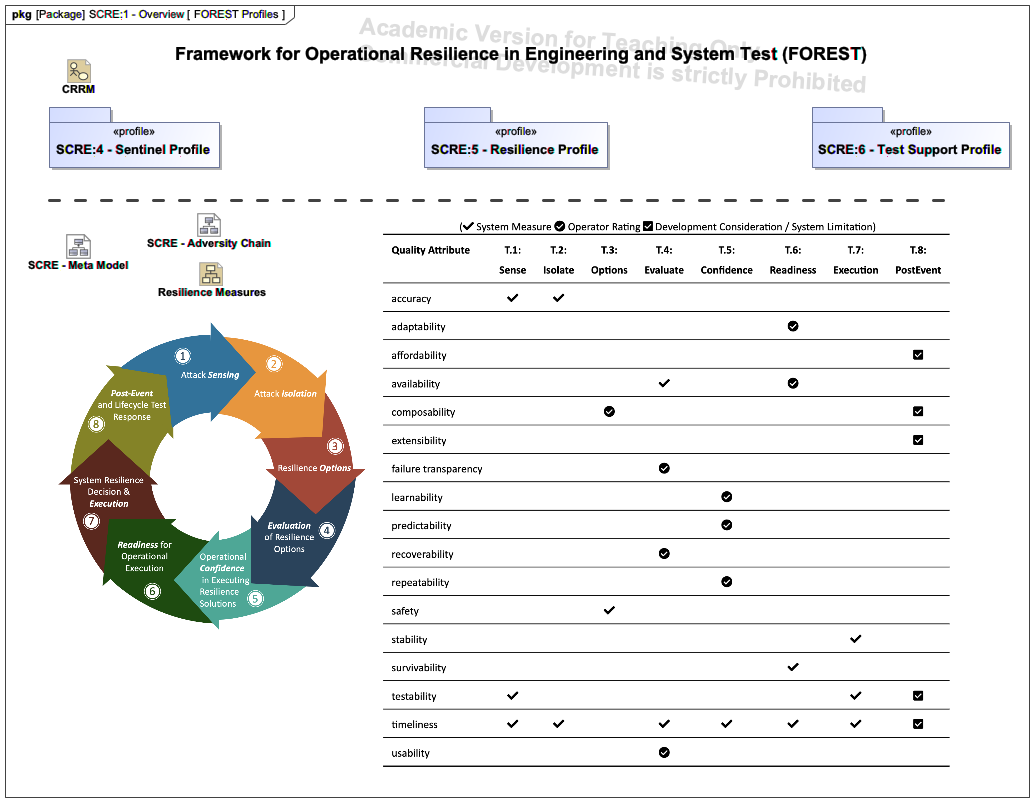 pkg [Package] SCRE:1 - Overview [ FOREST Profiles ]
Academic Version for Teaching Only
Commercial Development is strictly Prohibited
Framework for Operational Resilience in Engineering and System Test (FOREST)
CRRM
«profile»
SCRE:4 - Sentinel Profile
«profile»
SCRE:5 - Resilience Profile
«profile»
SCRE:6 - Test Support Profile
SCRE - Adversity Chain
SCRE - Meta Model
Resilience Measures
1
Attack Sensing
2
Attack Isolation
3
Resilience Options
Evaluation
of Resilience
Options
4
Operational
Confidence
in Executing
Resilience
Solutions
5
Readiness for
Operational
Execution
6
System Resilience
Decision &
Execution
7
Post-Event
and Lifecycle Test
Response
8
(✓ System Measure ✓ Operator Rating ☑ Development Consideration / System Limitation)
Quality Attribute T.1: T.2: T.3: T.4: T.5: T.6: T.7: T.8:
Sense Isolate Options Evaluate Confidence Readiness Execution PostEvent
accuracy
adaptability
affordability
availability
composability
extensibility
failure transparency
learnability
predictability
recoverability
repeatability
safety
stability
survivability
testability
timeliness
usability